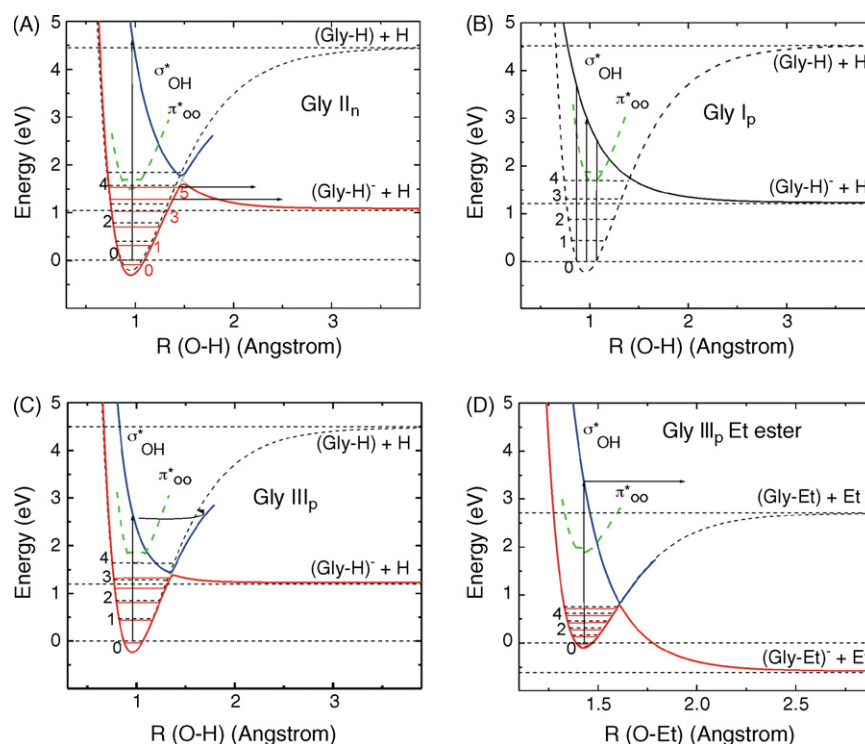 (A)
(Gly-H) + H
σ*OH
π*OO
Gly IIn
4
5
(Gly-H)- + H
3
2
1
0
0
5
4
3
2
1
0
Energy (eV)
1 2 3
R (O-H) (Angstrom)
(B)
(Gly-H) + H
σ*OH
π*OO
Gly Ip
4
3
(Gly-H)- + H
2
1
0
5
4
3
2
1
0
Energy (eV)
1 2 3
R (O-H) (Angstrom)
(C)
(Gly-H) + H
σ*OH
π*OO
Gly IIIp
4
3
(Gly-H)- + H
2
1
0
5
4
3
2
1
0
Energy (eV)
1 2 3
R (O-H) (Angstrom)
(D)
Gly IIIp Et ester
σ*OH
π*OO
(Gly-Et) + Et
4
2
0
(Gly-Et)- + E
5
4
3
2
1
0
Energy (eV)
1.5 2.0 2.5
R (O-Et) (Angstrom)